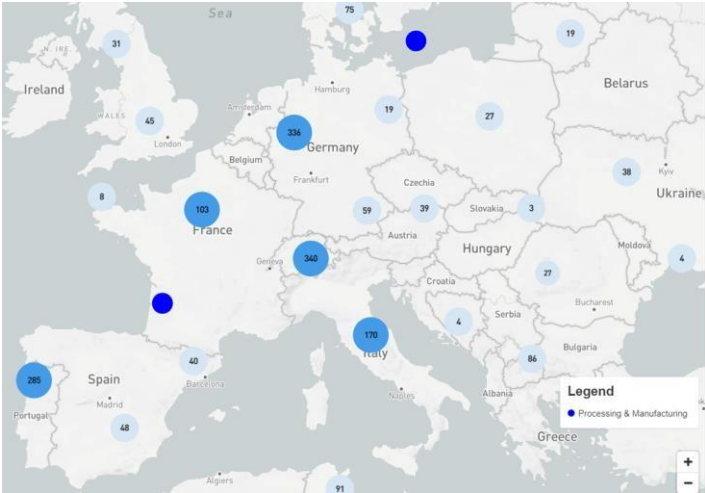 Sea
75
19
31
N. IRE.
Hamburg
Belarus
Ireland
WALES
45
London
Amsterdam
19
27
336
Germany
Belgium
Frankfurt
Czechia
38
Kyiv
Ukraine
8
103
France
59
39
Slovakia
3
Austria
Hungary
Moldova
Geneva
340
4
27
Croatia
Bucharest
Serbia
170
Italy
4
40
Barcelona
86
Bulgaria
285
Spain
Portugal
Madrid
48
Naples
Albania
Legend
Processing & Manufacturing
Greece
Algiers
91
+
−